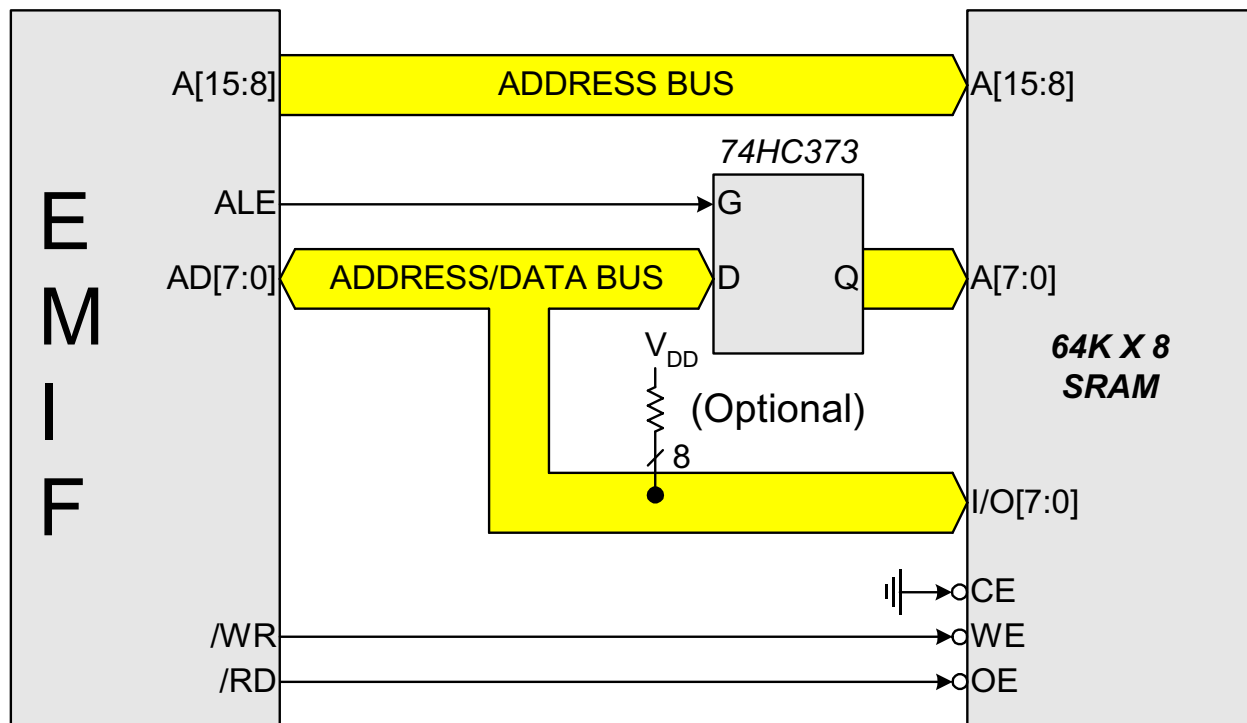 EMIF
A[15:8]
ADDRESS BUS
A[15:8]
74HC373
ALE
G
AD[7:0]
ADDRESS/DATA BUS
D
Q
A[7:0]
VDD
(Optional)
8
64K X 8
SRAM
I/O[7:0]
CE
/WR
WE
/RD
OE